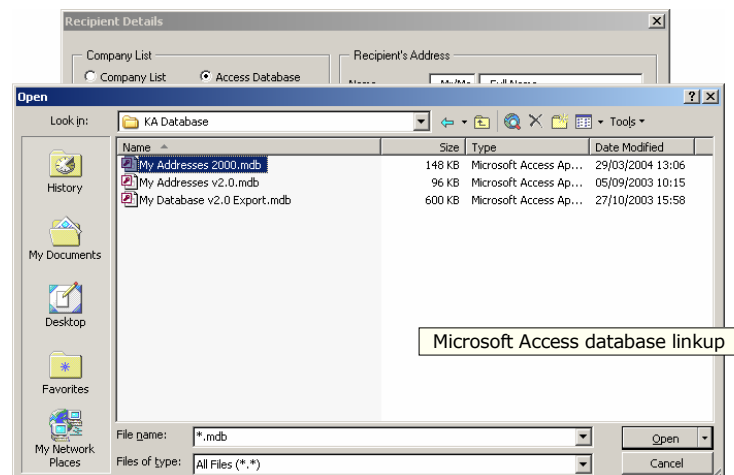 Recipient Details
Company List
Recipient's Address
Company List
Access Database
Full Name
Open
Look in:
KA Database
Tools
Name
Size
Type
Date Modified
My Addresses 2000.mdb
148 KB
Microsoft Access Ap...
29/03/2004 13:06
My Addresses v2.0.mdb
96 KB
Microsoft Access Ap...
05/09/2003 10:15
My Database v2.0 Export.mdb
600 KB
Microsoft Access Ap...
27/10/2003 15:58
History
My Documents
Desktop
Favorites
My Network
Places
Microsoft Access database linkup
File name:
*.mdb
Open
Files of type:
All Files (*.*)
Cancel